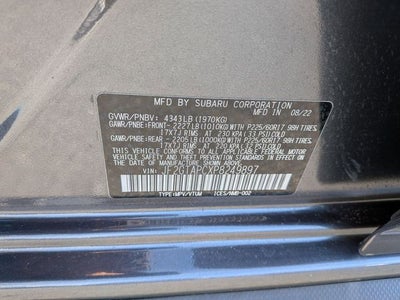 MFD BY SUBARU CORPORATION
MFD IN 08/22
GVWR/PNBV: 4343LB (1970KG)
GAWR/PNBE:FRONT- 2227LB(1010KG)WITH P225/60R17 98H TIRES,
17X7J RIMS, AT 230 KPA(33 PSI)COLD
GAWR/PNBE:REAR -2205LB(1000KG)WITH P225/60R17 98H TIRES,
17X7J RIMS, AT 230 KPA(33 PSI)COLD
THIS VEHICLE CONFORMS TO ALL APPLICABLE U.S. FEDERAL MOTOR
VEHICLE SAFETY, BUMPER, AND THEFT PREVENTION STANDARDS IN EFFECT
ON THE DATE OF MANUFACTURE SHOWN ABOVE.
VIN: JF2GTAPCXP8249897
TYPE:MPV/VTUM ICES/NMB-002